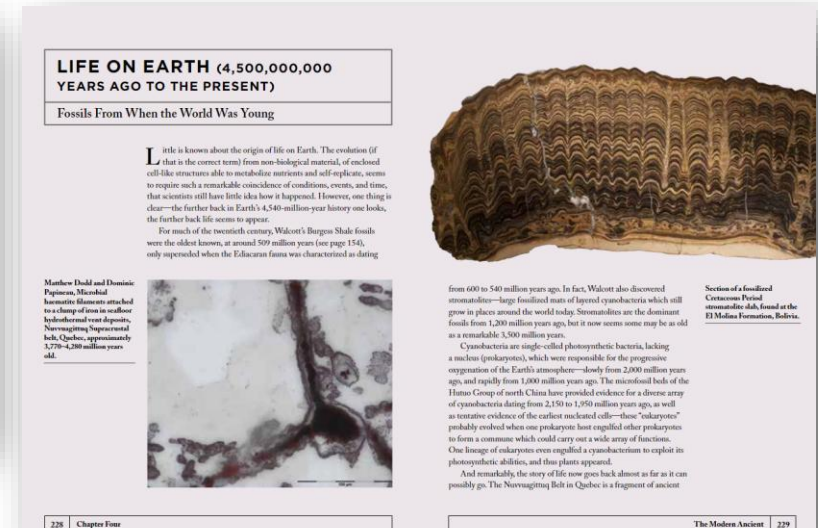 LIFE ON EARTH (4,500,000,000
YEARS AGO TO THE PRESENT)
Fossils From When the World Was Young
Little is known about the origin of life on Earth. The evolution (if
that is the correct term) from non-biological material, of enclosed
cell-like structures able to metabolize nutrients and self-replicate, seems
to require such a remarkable coincidence of conditions, events, and time,
that scientists still have little idea how it happened. However, one thing is
clear—the further back in Earth's 4,540-million-year history one looks,
the further back life seems to appear.
For much of the twentieth century, Walcott's Burgess Shale fossils
were the oldest known, at around 509 million years (see page 154),
only superseded when the Ediacaran fauna was characterized as dating
Matthew Dodd and Dominic
Papineau, Microbial
haematite filaments attached
to a clump of iron in seafloor
hydrothermal vent deposits,
Nuvvuagittuq Supracrustal
belt, Quebec, approximately
3,770–4,280 million years
old.
228 Chapter Four
from 600 to 540 million years ago. In fact, Walcott also discovered
stromatolites—large fossilized mats of layered cyanobacteria which still
grow in places around the world today. Stromatolites are the dominant
fossils from 1,200 million years ago, but it now seems some may be as old
as a remarkable 3,500 million years.
Cyanobacteria are single-celled photosynthetic bacteria, lacking
a nucleus (prokaryotes), which were responsible for the progressive
oxygenation of the Earth's atmosphere—slowly from 2,000 million years
ago, and rapidly from 1,000 million years ago. The microfossil beds of the
Hutuo Group of north China have provided evidence for a diverse array
of cyanobacteria dating from 2,150 to 1,950 million years ago, as well
as tentative evidence of the earliest nucleated cells—these "eukaryotes"
probably evolved when one prokaryote host engulfed other prokaryotes
to form a commune which could carry out a wide array of functions.
One lineage of eukaryotes even engulfed a cyanobacterium to exploit its
photosynthetic abilities, and thus plants appeared.
And remarkably, the story of life now goes back almost as far as it can
possibly go. The Nuvvuagittuq Belt in Quebec is a fragment of ancient
Section of a fossilized
Cretaceous Period
stromatolite slab, found at the
El Molina Formation, Bolivia.
The Modern Ancient 229